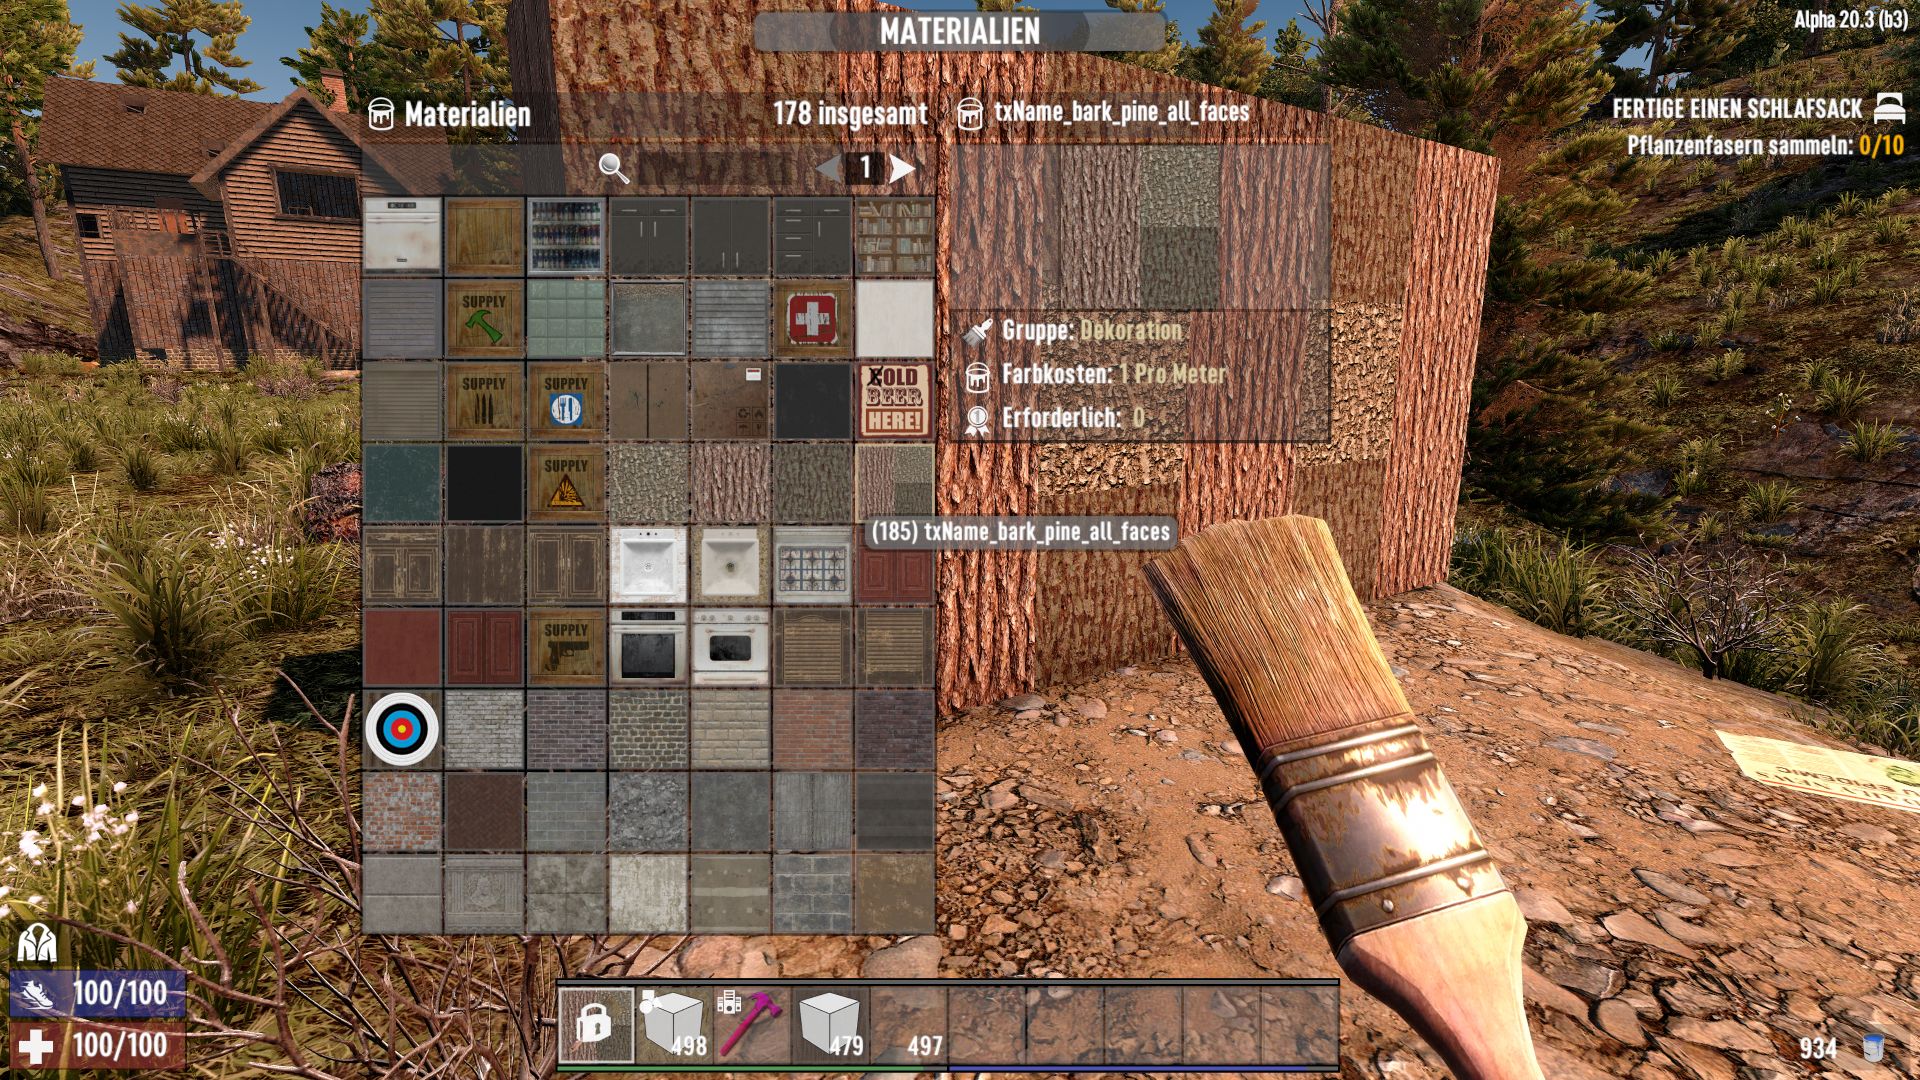 MATERIALIEN
Alpha 20.3 (b3)
Materialien
178 insgesamt
txName_bark_pine_all_faces
FERTIGE EINEN SCHLAFSACK
Pflanzenfasern sammeln: 0/10
1
SUPPLY
Gruppe: Dekoration
Farbkosten: 1 Pro Meter
Erforderlich: 0
SUPPLY
SUPPLY
OLD
BEER
HERE!
SUPPLY
(185) txName_bark_pine_all_faces
SUPPLY
100/100
100/100
498
479
497
934